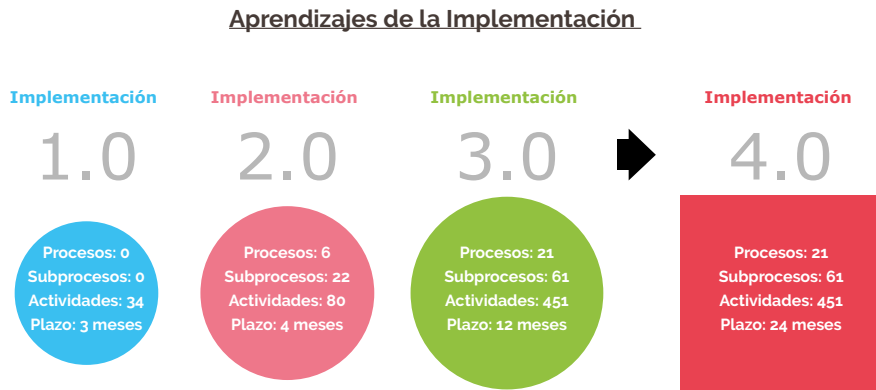 Aprendizajes de la Implementación
Implementación
1.0
Procesos: 0
Subprocesos: 0
Actividades: 34
Plazo: 3 meses
Implementación
2.0
Procesos: 6
Subprocesos: 22
Actividades: 80
Plazo: 4 meses
Implementación
3.0
Procesos: 21
Subprocesos: 61
Actividades: 451
Plazo: 12 meses
Implementación
4.0
Procesos: 21
Subprocesos: 61
Actividades: 451
Plazo: 24 meses